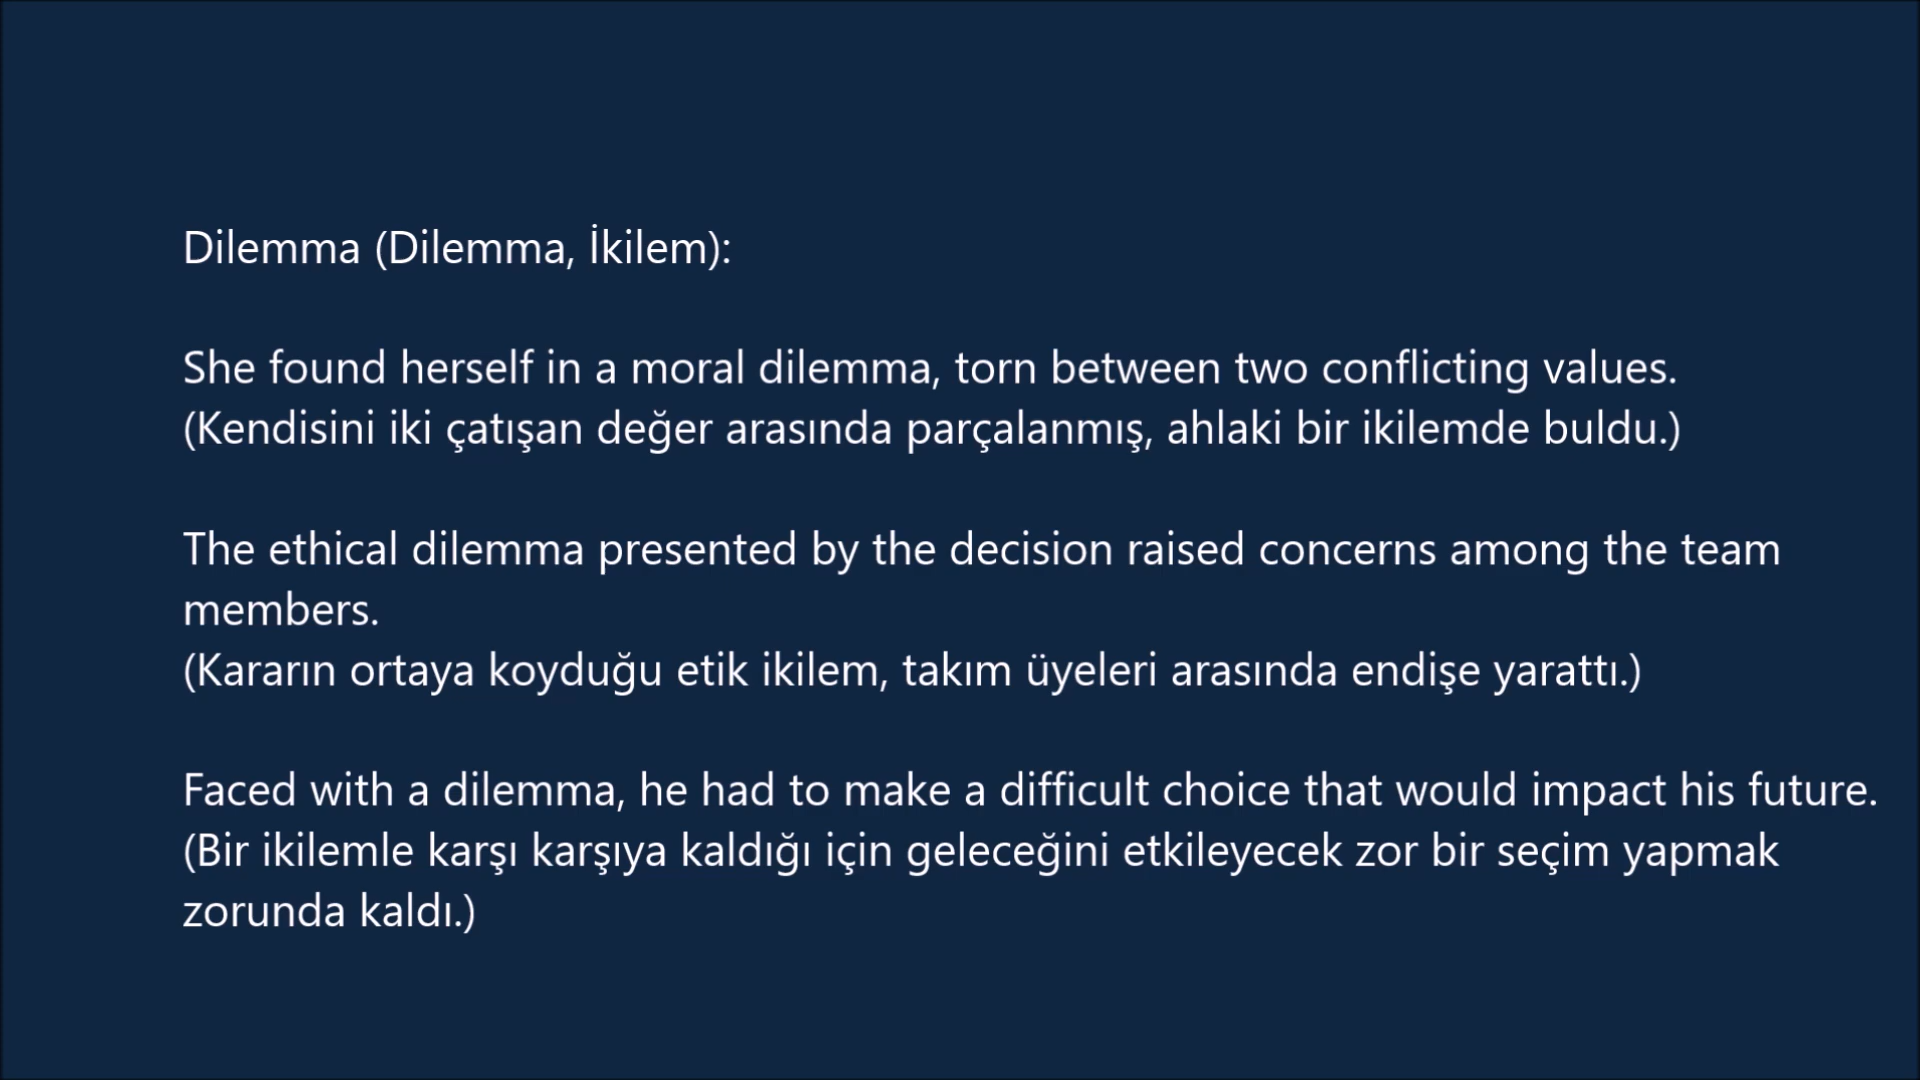 Dilemma (Dilemma, İkilem):
She found herself in a moral dilemma, torn between two conflicting values.
(Kendisini iki çatışan değer arasında parçalanmış, ahlaki bir ikilemde buldu.)
The ethical dilemma presented by the decision raised concerns among the team
members.
(Kararın ortaya koyduğu etik ikilem, takım üyeleri arasında endişe yarattı.)
Faced with a dilemma, he had to make a difficult choice that would impact his future.
(Bir ikilemle karşı karşıya kaldığı için geleceğini etkileyecek zor bir seçim yapmak
zorunda kaldı.)